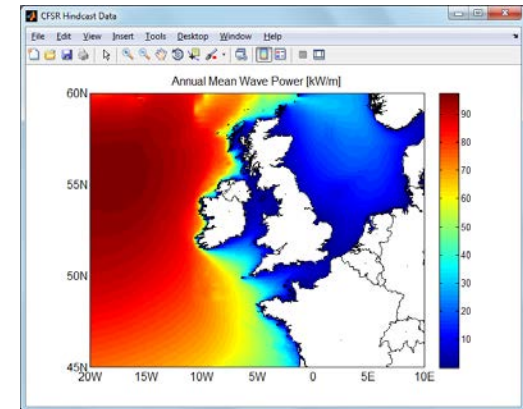 CFSR Hindcast Data
File Edit View Insert Tools Desktop Window Help
Annual Mean Wave Power [kW/m]
60N
55N
50N
45N
20W 15W 10W 5W 0 5E 10E
90
80
70
60
50
40
30
20
10